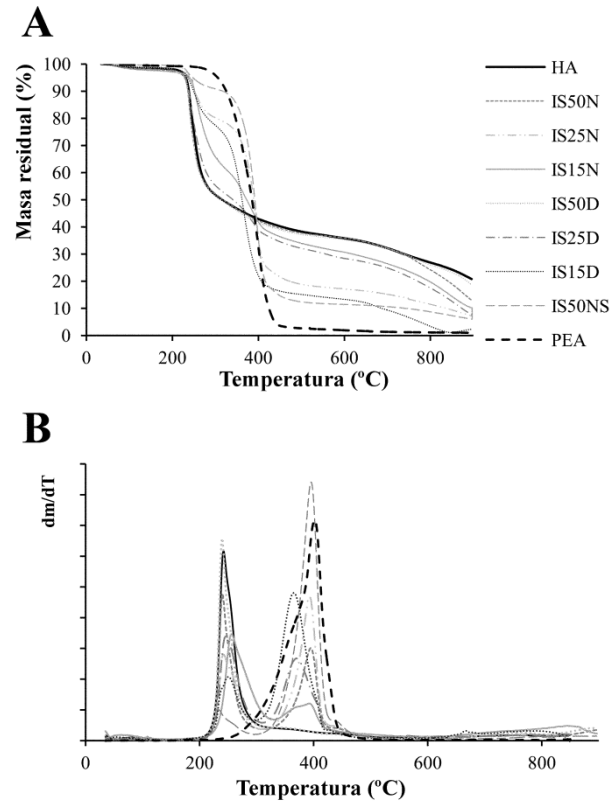 A
Masa residual (%)
100
90
80
70
60
50
40
30
20
10
0
0 200 400 600 800
Temperatura (ºC)
HA
IS50N
IS25N
IS15N
IS50D
IS25D
IS15D
IS50NS
PEA
B
dm/dT
0 200 400 600 800
Temperatura (ºC)